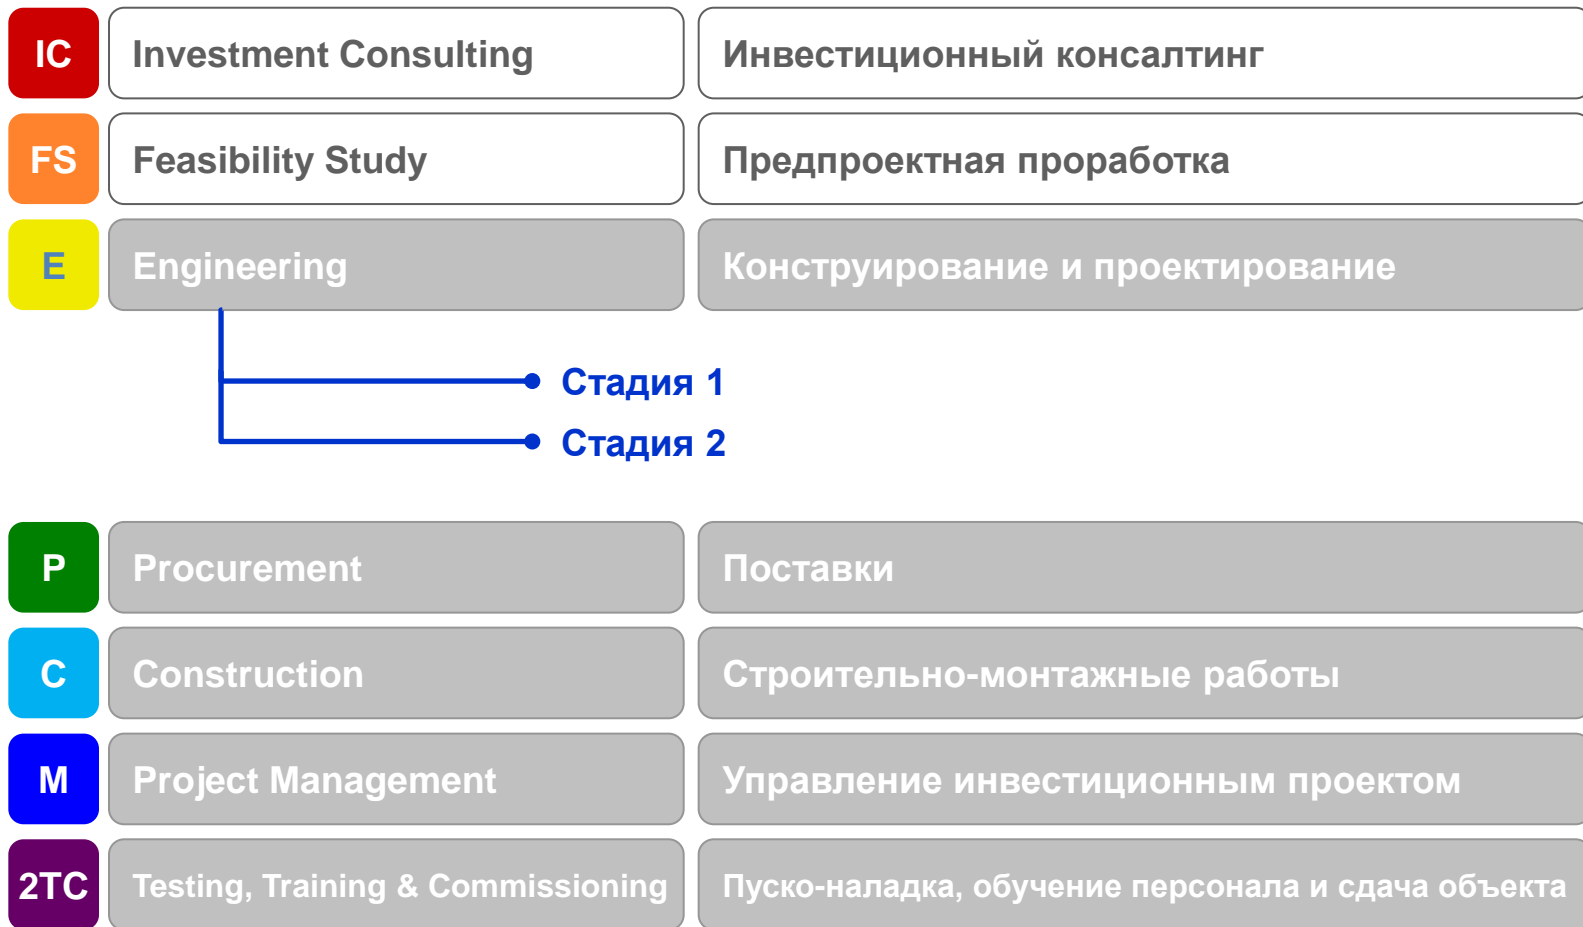 IC Investment Consulting Инвестиционный консалтинг
FS Feasibility Study Предпроектная проработка
E Engineering Конструирование и проектирование
Стадия 1
Стадия 2
P Procurement Поставки
C Construction Строительно-монтажные работы
M Project Management Управление инвестиционным проектом
2TC Testing, Training & Commissioning Пуско-наладка, обучение персонала и сдача объекта